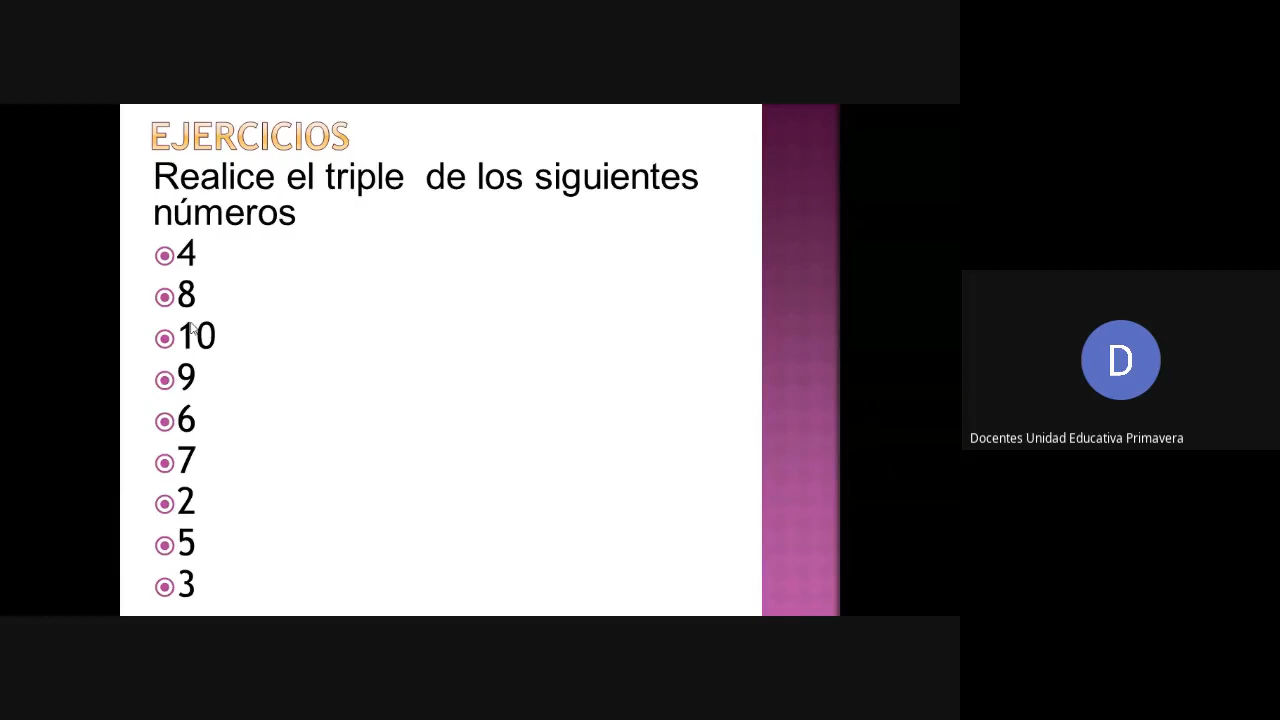 EJERCICIOS
Realice el triple  de los siguientes
números
4
8
10
9
6
7
2
5
3
D
Docentes Unidad Educativa Primavera